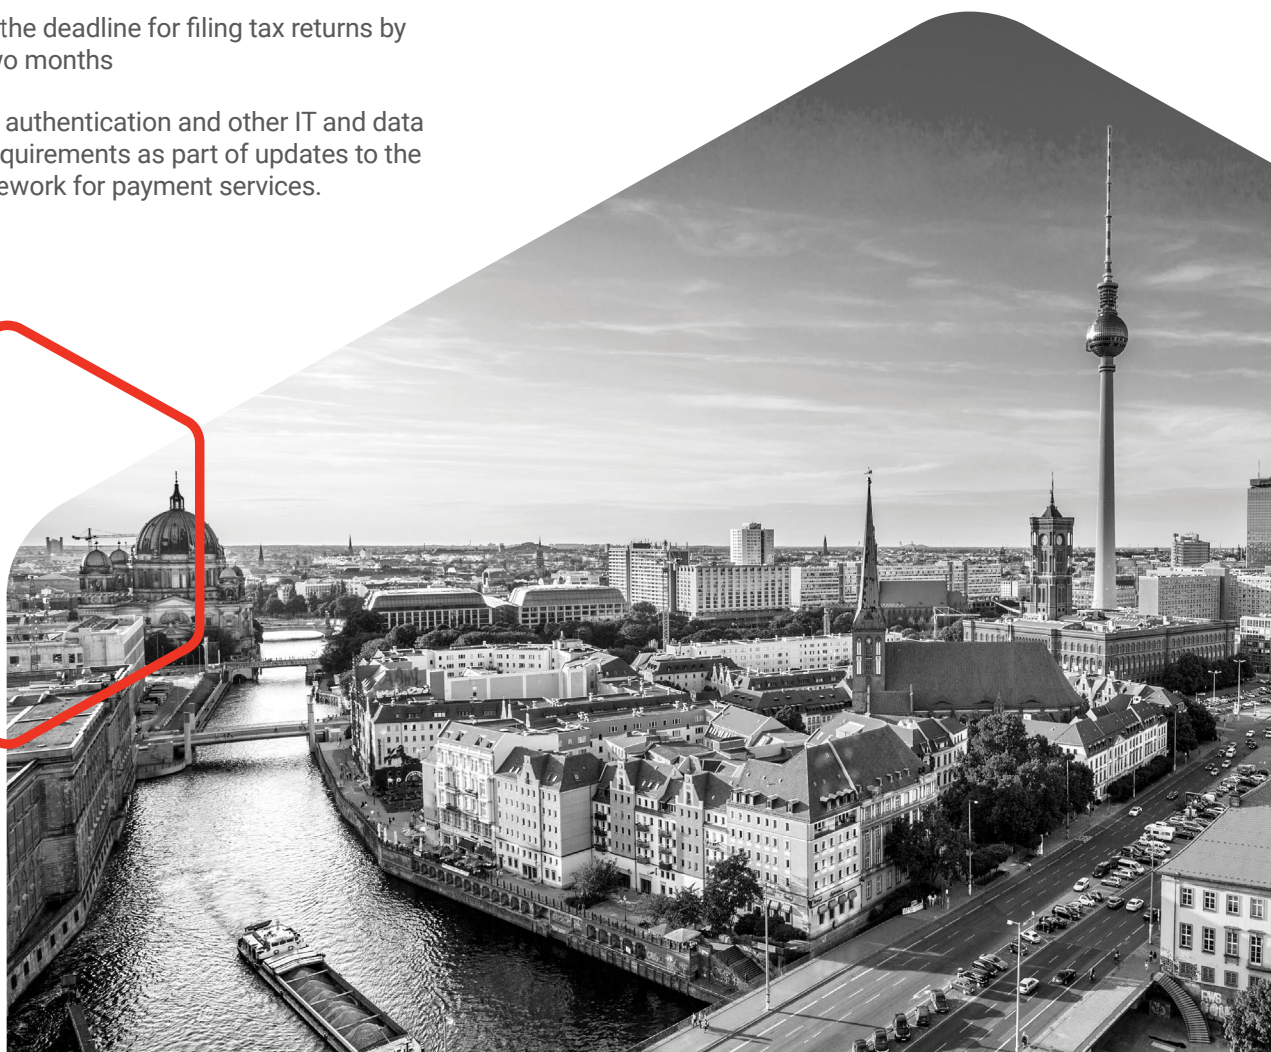 the deadline for filing tax returns by
wo months
authentication and other IT and data
quirements as part of updates to the
ework for payment services.